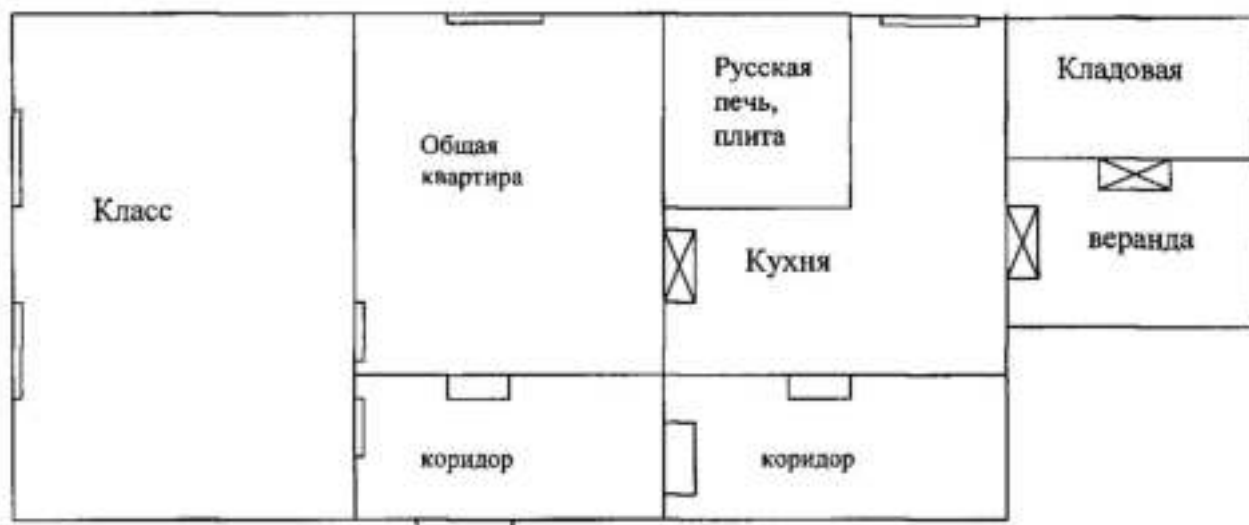 Класс
Общая
квартира
Русская
печь,
плита
Кухня
Кладовая
веранда
коридор
коридор